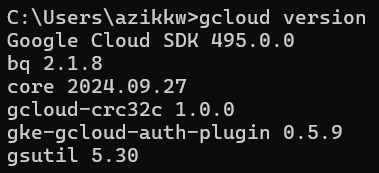 C:\Users\azikkw>gcloud version
Google Cloud SDK 495.0.0
bq 2.1.8
core 2024.09.27
gcloud-crc32c 1.0.0
gke-gcloud-auth-plugin 0.5.9
gsutil 5.30